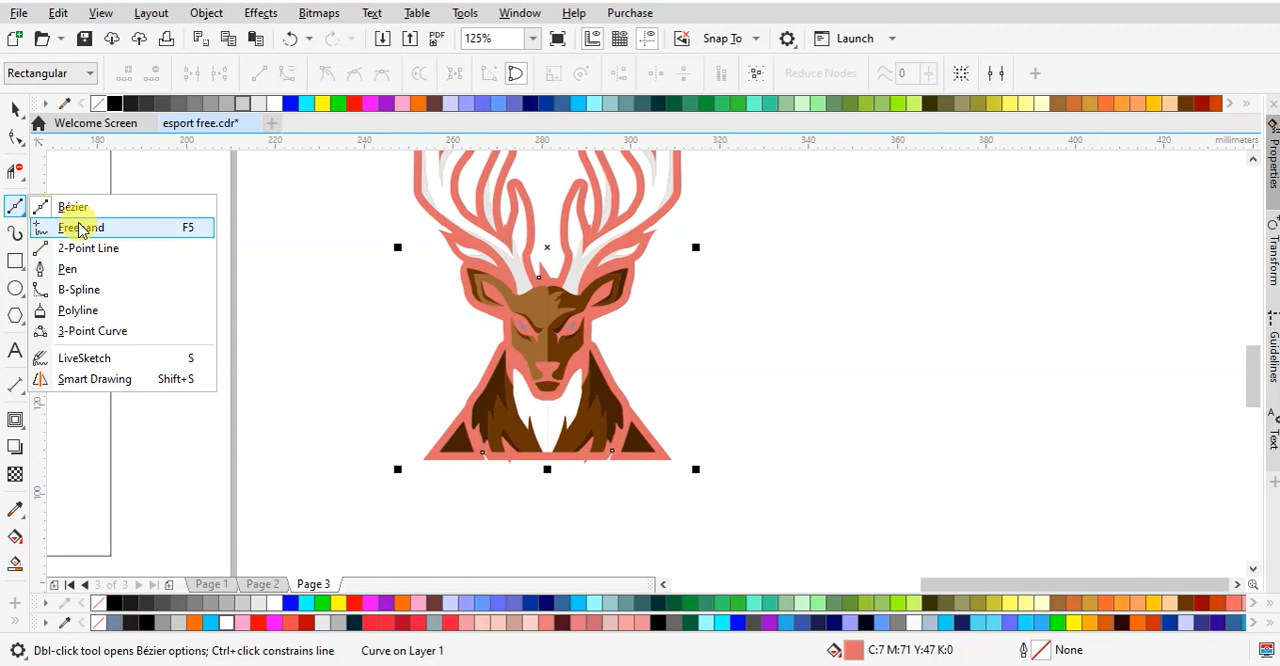 File Edit View Layout Object Effects Bitmaps Text Table Tools Window Help Purchase
PDF 125% Snap To Launch
Rectangular 0 Reduce Nodes
Welcome Screen esport free.cdr*
180 200 220 240 260 280 300 320 340 360 380 400 420 millimeters
Properties
Transform
Guidelines
Text
Bézier
Freehand F5
2-Point Line
Pen
B-Spline
Polyline
3-Point Curve
LiveSketch S
Smart Drawing Shift+S
100
3 of 3 Page 1 Page 2 Page 3
Dbl-click tool opens Bézier options; Ctrl+click constrains line Curve on Layer 1 C:7 M:71 Y:47 K:0 None